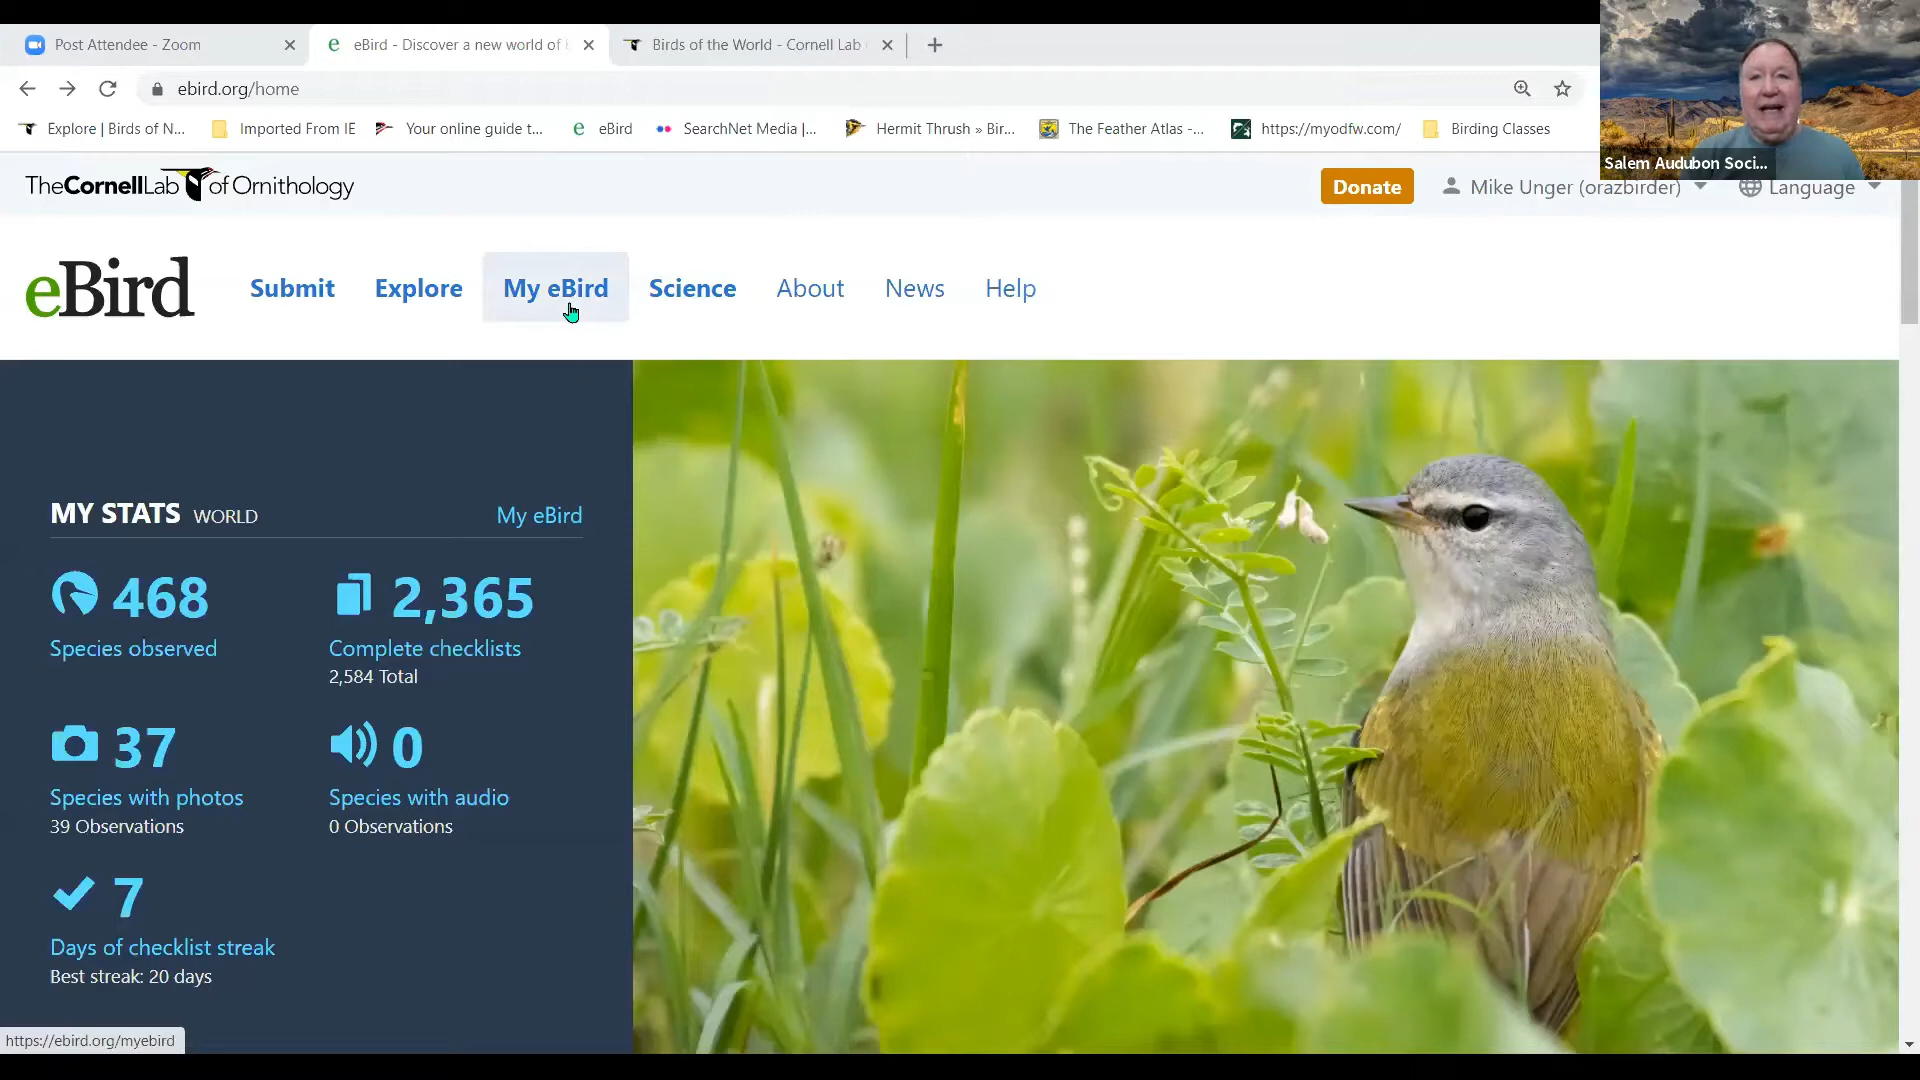 Post Attendee - Zoom
eBird - Discover a new world of
Birds of the World - Cornell Lab
ebird.org/home
Explore | Birds of N...
Imported From IE
Your online guide t...
eBird
SearchNet Media |...
Hermit Thrush » Bir...
The Feather Atlas -...
https://myodfw.com/
Birding Classes
Salem Audubon Soci...
TheCornellLab of Ornithology
Donate
Mike Unger (orazbirder)
Language
eBird
Submit
Explore
My eBird
Science
About
News
Help
MY STATS WORLD
My eBird
468
Species observed
2,365
Complete checklists
2,584 Total
37
Species with photos
39 Observations
0
Species with audio
0 Observations
7
Days of checklist streak
Best streak: 20 days
https://ebird.org/myebird